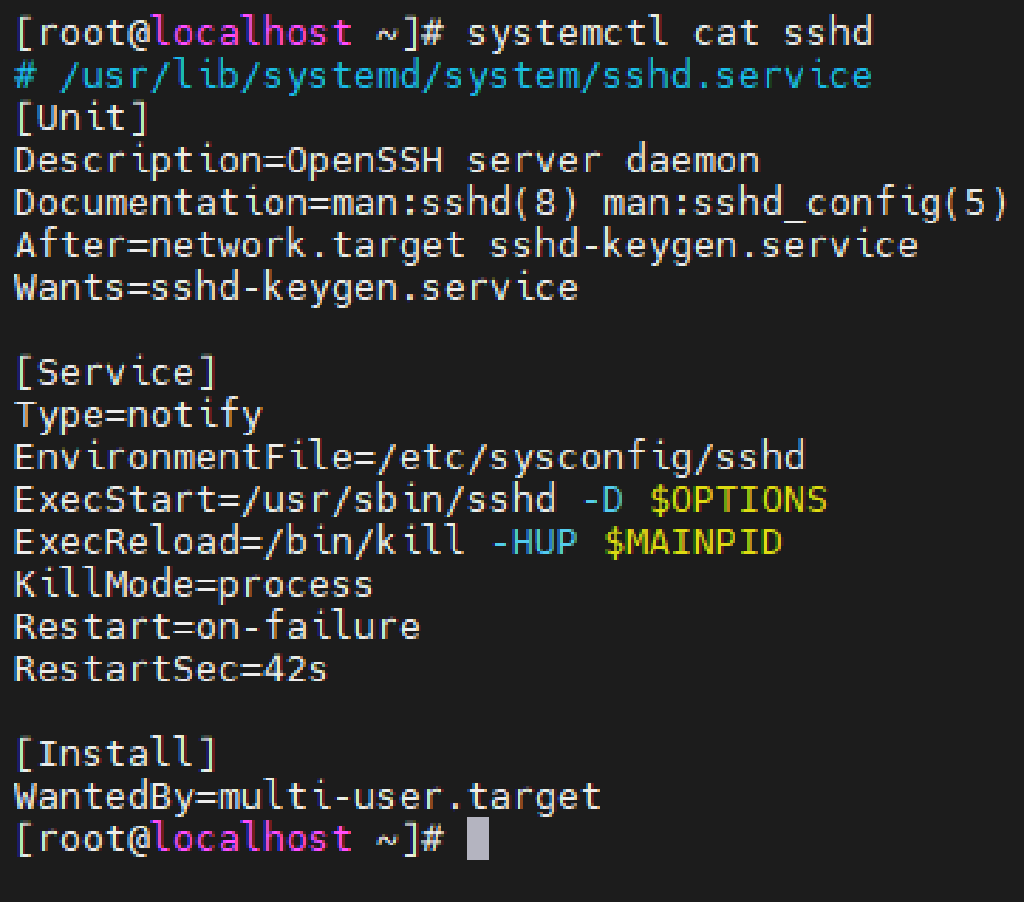 [root@localhost ~]# systemctl cat sshd
# /usr/lib/systemd/system/sshd.service
[Unit]
Description=OpenSSH server daemon
Documentation=man:sshd(8) man:sshd_config(5)
After=network.target sshd-keygen.service
Wants=sshd-keygen.service

[Service]
Type=notify
EnvironmentFile=/etc/sysconfig/sshd
ExecStart=/usr/sbin/sshd -D $OPTIONS
ExecReload=/bin/kill -HUP $MAINPID
KillMode=process
Restart=on-failure
RestartSec=42s

[Install]
WantedBy=multi-user.target
[root@localhost ~]#